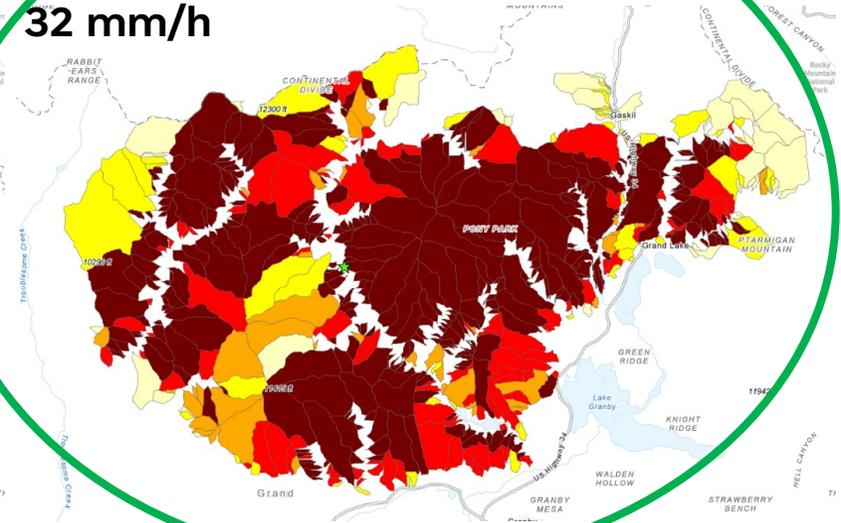 MOUNTAINS
32 mm/h
CONTINENTAL DIVIDE
FOREST CANYON
RABBIT
EARS
RANGE
Rocky
Mountain
National
Park
CONTINENTAL
DIVIDE
12300 ft
Gaskil
US Highway 34
PONY PARK
Grand Lake
PTARMIGAN
MOUNTAIN
Troublesome Creek
GREEN
RIDGE
11942
Lake
Granby
KNIGHT
RIDGE
HELL CANYON
US Highway 34
WALDEN
HOLLOW
Grand
GRANBY
MESA
STRAWBERRY
BENCH
Granby